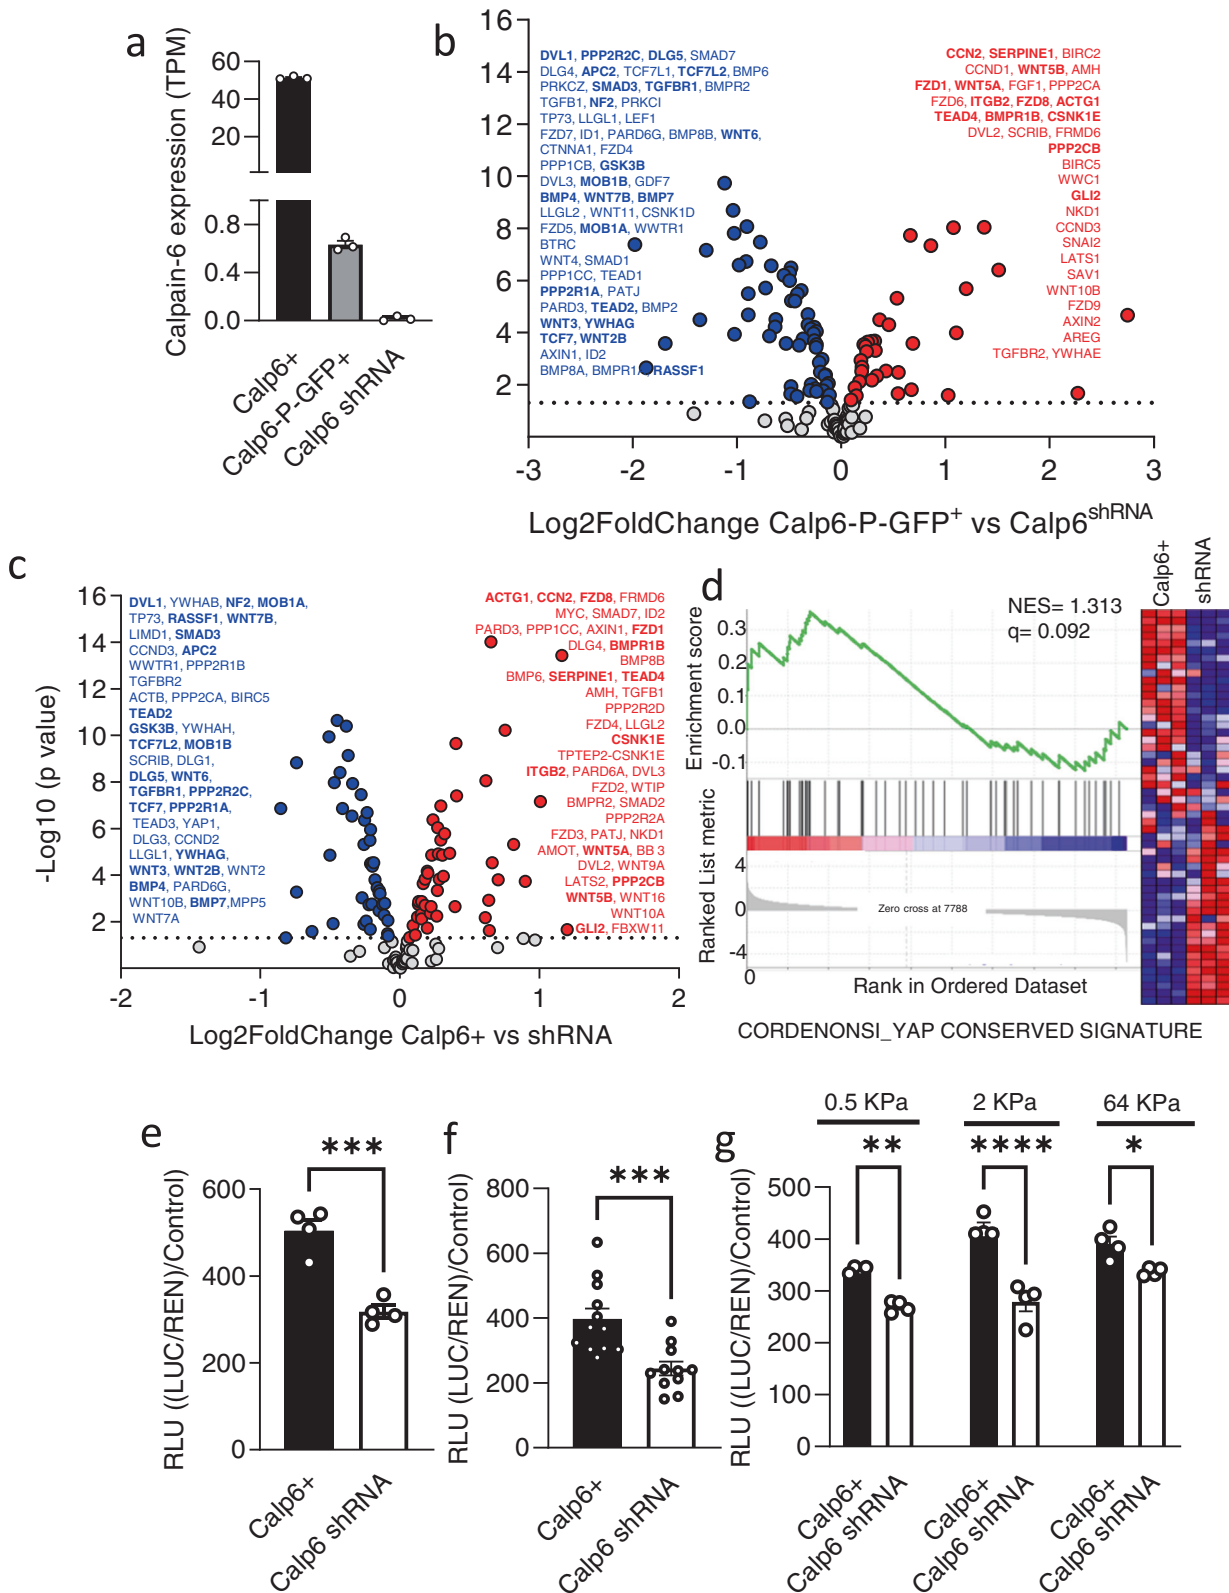 a
Calpain-6 expression (TPM)
60
40
20
0.8
0.4
0.0
Calp6+
Calp6-P-GFP+
Calp6 shRNA
b
16
14
12
10
8
6
4
2
DVL1, PPP2R2C, DLG5, SMAD7
DLG4, APC2, TCF7L1, TCF7L2, BMP6
PRKCZ, SMAD3, TGFBR1, BMPR2
TGFB1, NF2, PRKCI
TP73, LLGL1, LEF1
FZD7, ID1, PARD6G, BMP8B, WNT6,
CTNNA1, FZD4
PPP1CB, GSK3B
DVL3, MOB1B, GDF7
BMP4, WNT7B, BMP7
LLGL2 , WNT11, CSNK1D
FZD5, MOB1A, WWTR1
BTRC
WNT4, SMAD1
PPP1CC, TEAD1
PPP2R1A, PATJ
PARD3, TEAD2, BMP2
WNT3, YWHAG
TCF7, WNT2B
AXIN1, ID2
BMP8A, BMPR1A, RASSF1
CCN2, SERPINE1, BIRC2
CCND1, WNT5B, AMH
FZD1, WNT5A, FGF1, PPP2CA
FZD6, ITGB2, FZD8, ACTG1
TEAD4, BMPR1B, CSNK1E
DVL2, SCRIB, FRMD6
PPP2CB
BIRC5
WWC1
GLI2
NKD1
CCND3
SNAI2
LATS1
SAV1
WNT10B
FZD9
AXIN2
AREG
TGFBR2, YWHAE
-3 -2 -1 0 1 2 3
Log2FoldChange Calp6-P-GFP+ vs Calp6shRNA
c
-Log10 (p value)
16
14
12
10
8
6
4
2
DVL1, YWHAB, NF2, MOB1A,
TP73, RASSF1, WNT7B,
LIMD1, SMAD3
CCND3, APC2
WWTR1, PPP2R1B
TGFBR2
ACTB, PPP2CA, BIRC5
TEAD2
GSK3B, YWHAH,
TCF7L2, MOB1B
SCRIB, DLG1,
DLG5, WNT6,
TGFBR1, PPP2R2C,
TCF7, PPP2R1A,
TEAD3, YAP1,
DLG3, CCND2
LLGL1, YWHAG,
WNT3, WNT2B, WNT2
BMP4, PARD6G,
WNT10B, BMP7,MPP5
WNT7A
ACTG1, CCN2, FZD8, FRMD6
MYC, SMAD7, ID2
PARD3, PPP1CC, AXIN1, FZD1
DLG4, BMPR1B
BMP8B
BMP6, SERPINE1, TEAD4
AMH, TGFB1
PPP2R2D
FZD4, LLGL2
CSNK1E
TPTEP2-CSNK1E
ITGB2, PARD6A, DVL3
FZD2, WTIP
BMPR2, SMAD2
PPP2R2A
FZD3, PATJ, NKD1
AMOT, WNT5A, BB 3
DVL2, WNT9A
LATS2, PPP2CB
WNT5B, WNT16
WNT10A
GLI2, FBXW11
-2 -1 0 1 2
Log2FoldChange Calp6+ vs shRNA
d
Enrichment score
0.3
0.2
0.1
0.0
-0.1
NES= 1.313
q= 0.092
Calp6+
shRNA
Ranked List metric
4
0
-4
Zero cross at 7788
0
Rank in Ordered Dataset
CORDENONSI_YAP CONSERVED SIGNATURE
e
RLU ((LUC/REN)/Control)
600
400
200
0
***
Calp6+
Calp6 shRNA
f
RLU (LUC/REN)/Control)
800
600
400
200
0
***
Calp6+
Calp6 shRNA
g
RLU ((LUC/REN)/Control)
500
400
300
200
100
0
0.5 KPa
2 KPa
64 KPa
**
****
*
Calp6+
Calp6 shRNA
Calp6+
Calp6 shRNA
Calp6+
Calp6 shRNA